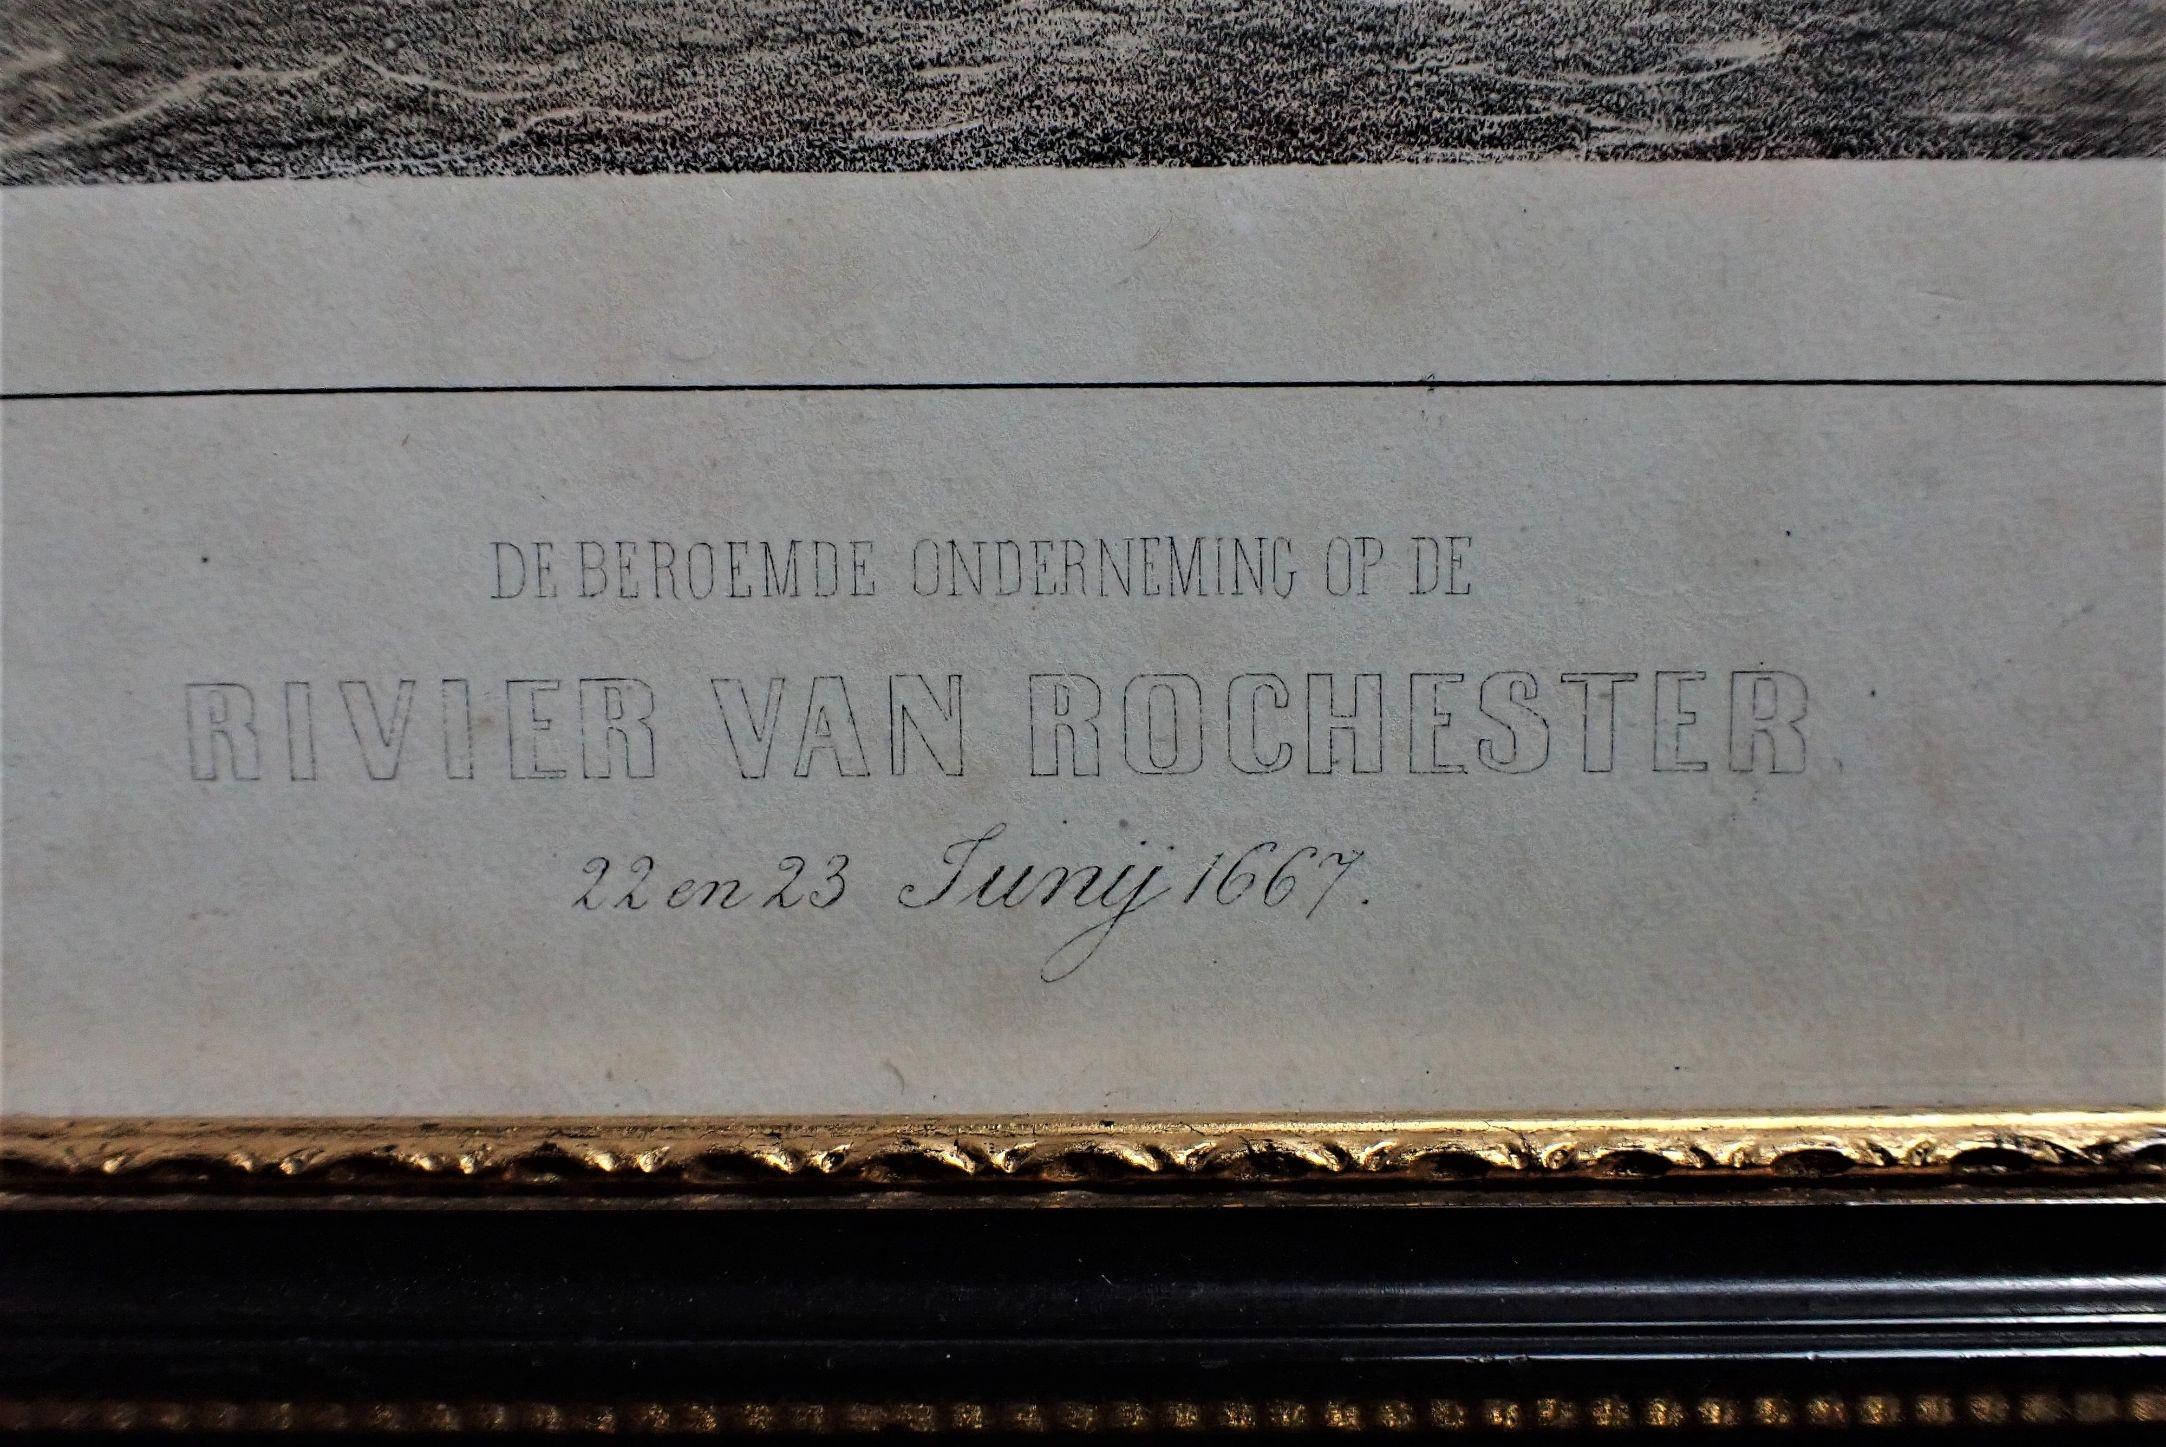 DE BEROEMDE ONDERNEMING OP DE
RIVIER VAN ROCHESTER.
22 en 23 Junij 1667.